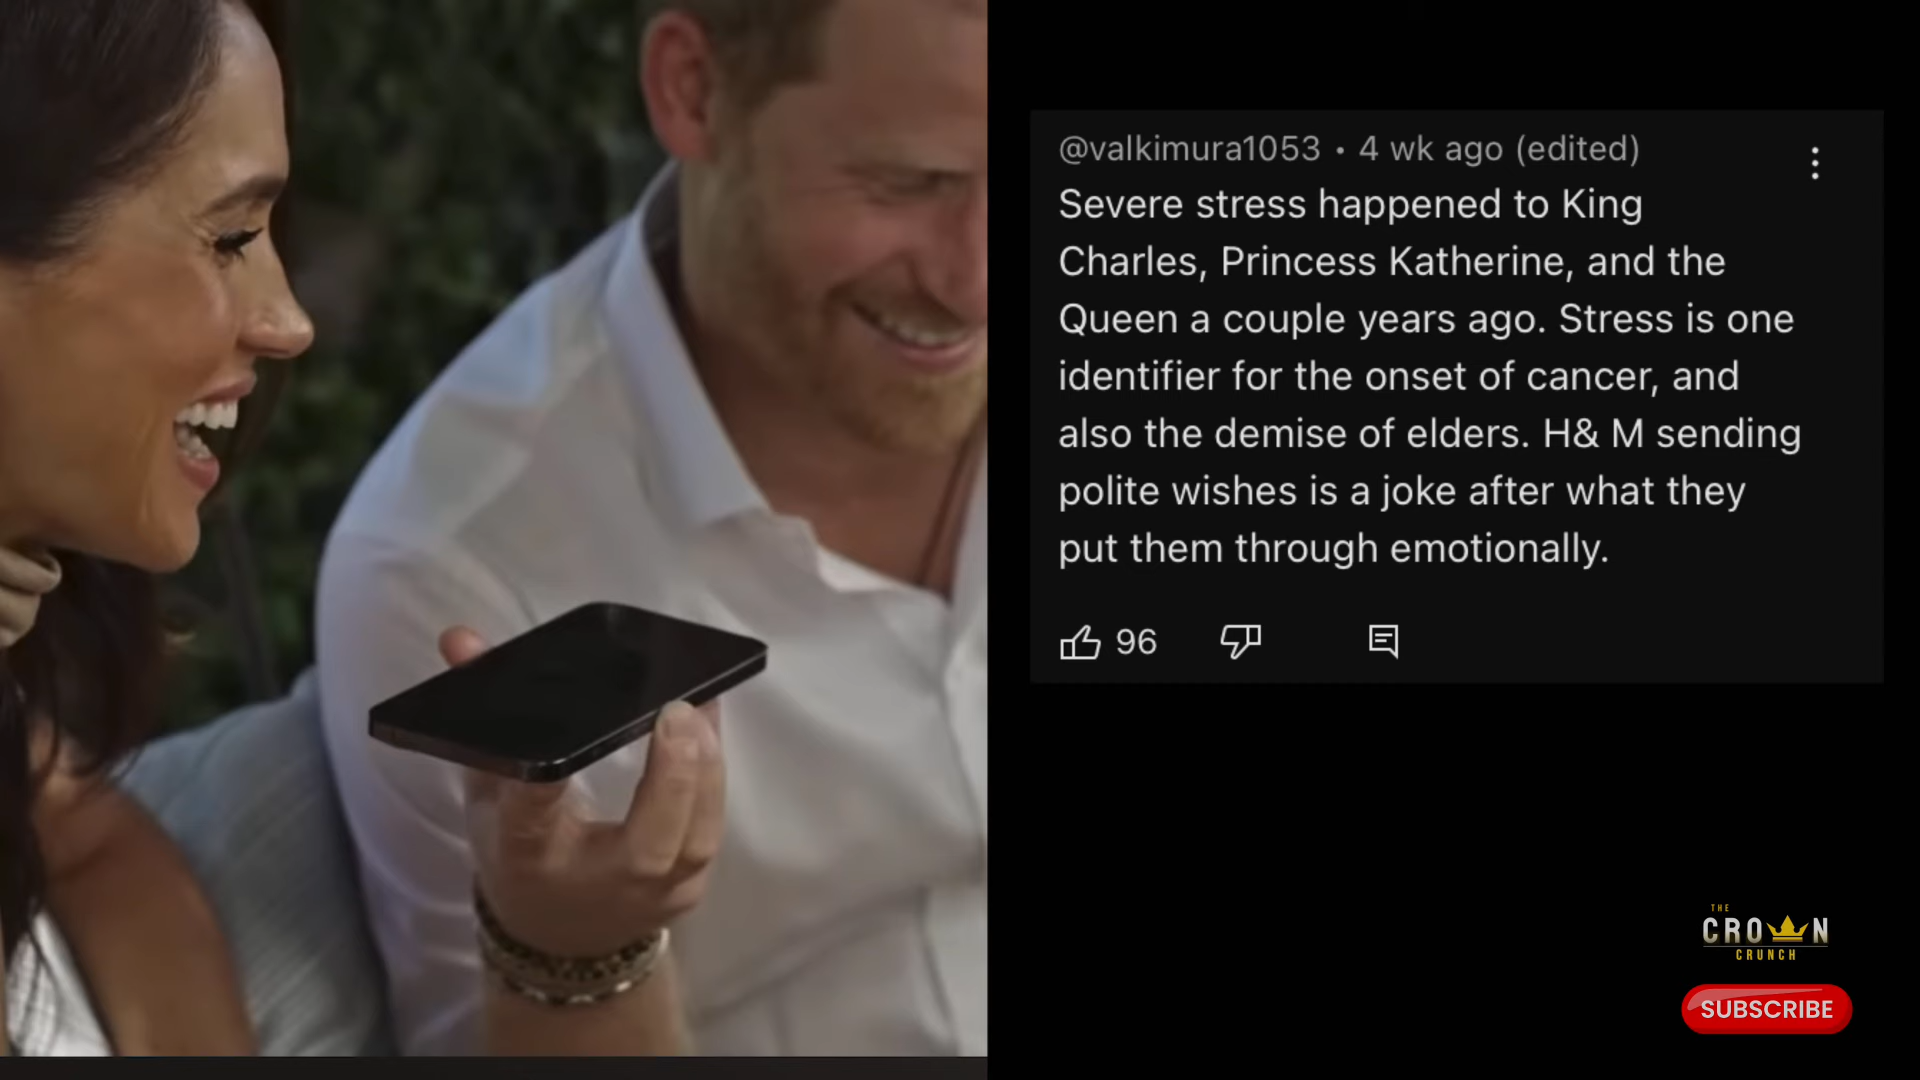 @valkimura1053 • 4 wk ago (edited)
Severe stress happened to King
Charles, Princess Katherine, and the
Queen a couple years ago. Stress is one
identifier for the onset of cancer, and
also the demise of elders. H& M sending
polite wishes is a joke after what they
put them through emotionally.
96
THE
CROWN
CRUNCH
SUBSCRIBE